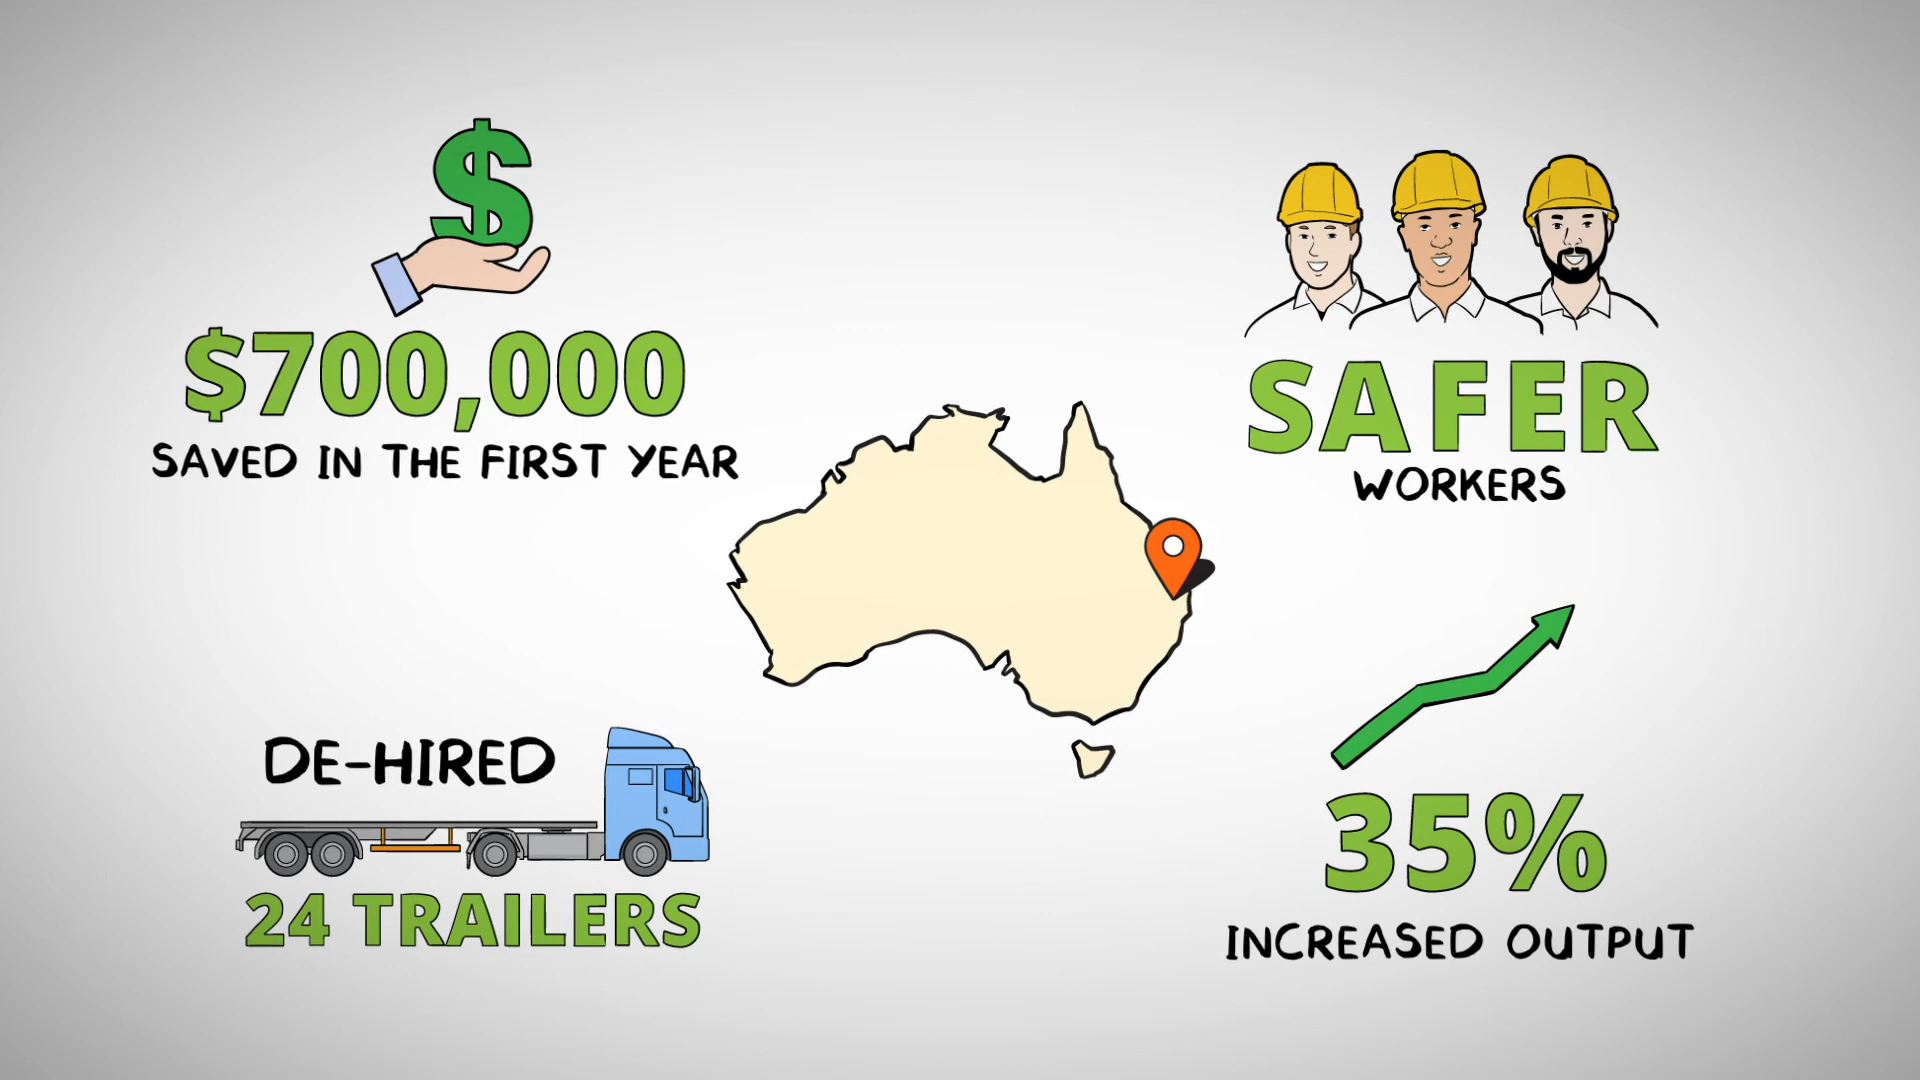 $700,000
SAVED IN THE FIRST YEAR
SAFER
WORKERS
DE-HIRED
24 TRAILERS
35%
INCREASED OUTPUT